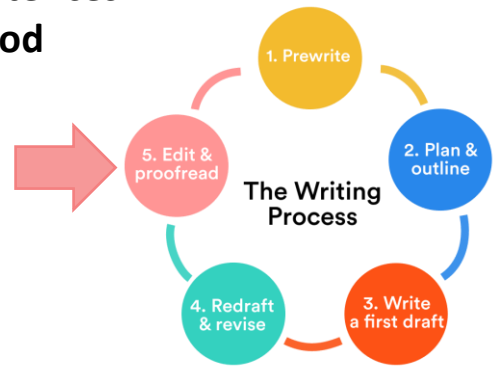 od
1. Prewrite
2. Plan &
outline
3. Write
a first draft
4. Redraft
& revise
5. Edit &
proofread
The Writing
Process